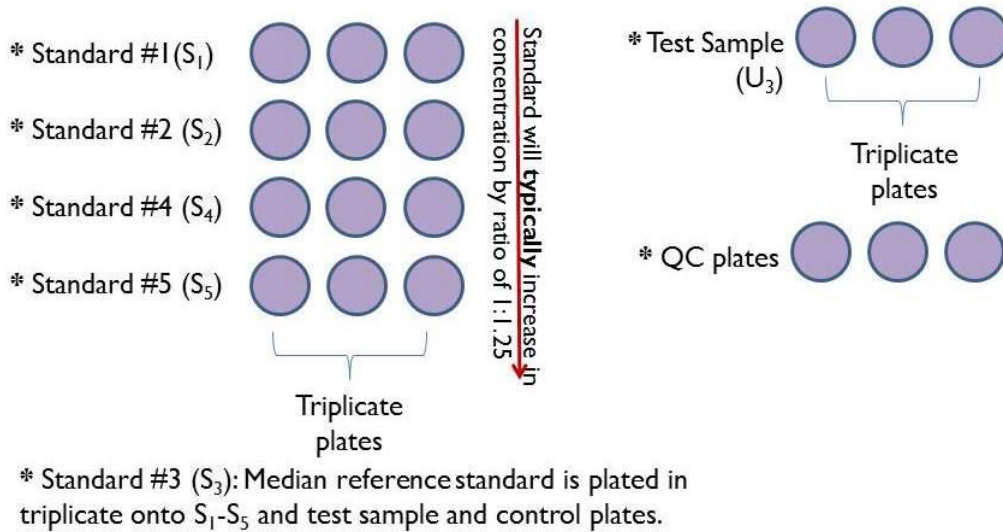 * Standard #1(S₁)
* Standard #2 (S₂)
* Standard #4 (S₄)
* Standard #5 (S₅)
Triplicate
plates
Standard will typically increase in
concentration by ratio of 1:1.25
* Test Sample
(U₃)
Triplicate
plates
* QC plates
* Standard #3 (S₃): Median reference standard is plated in
triplicate onto S₁-S₅ and test sample and control plates.